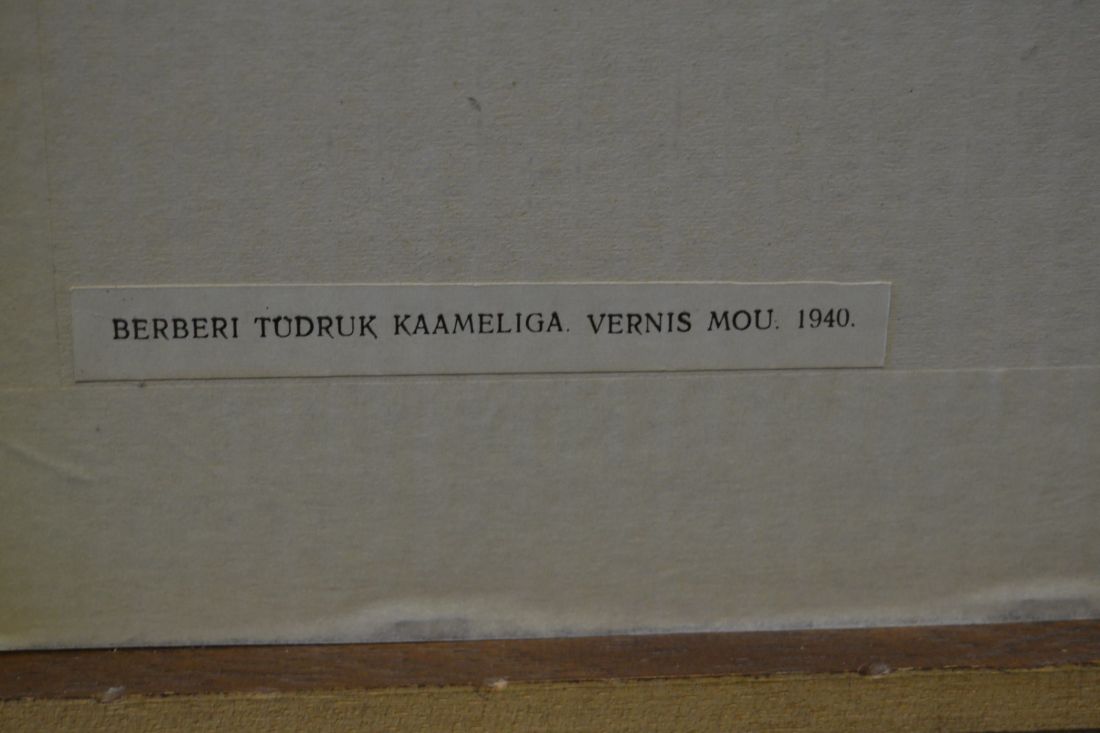 BERBERI TÜDRUK KAAMELIGA. VERNIS MOU. 1940.